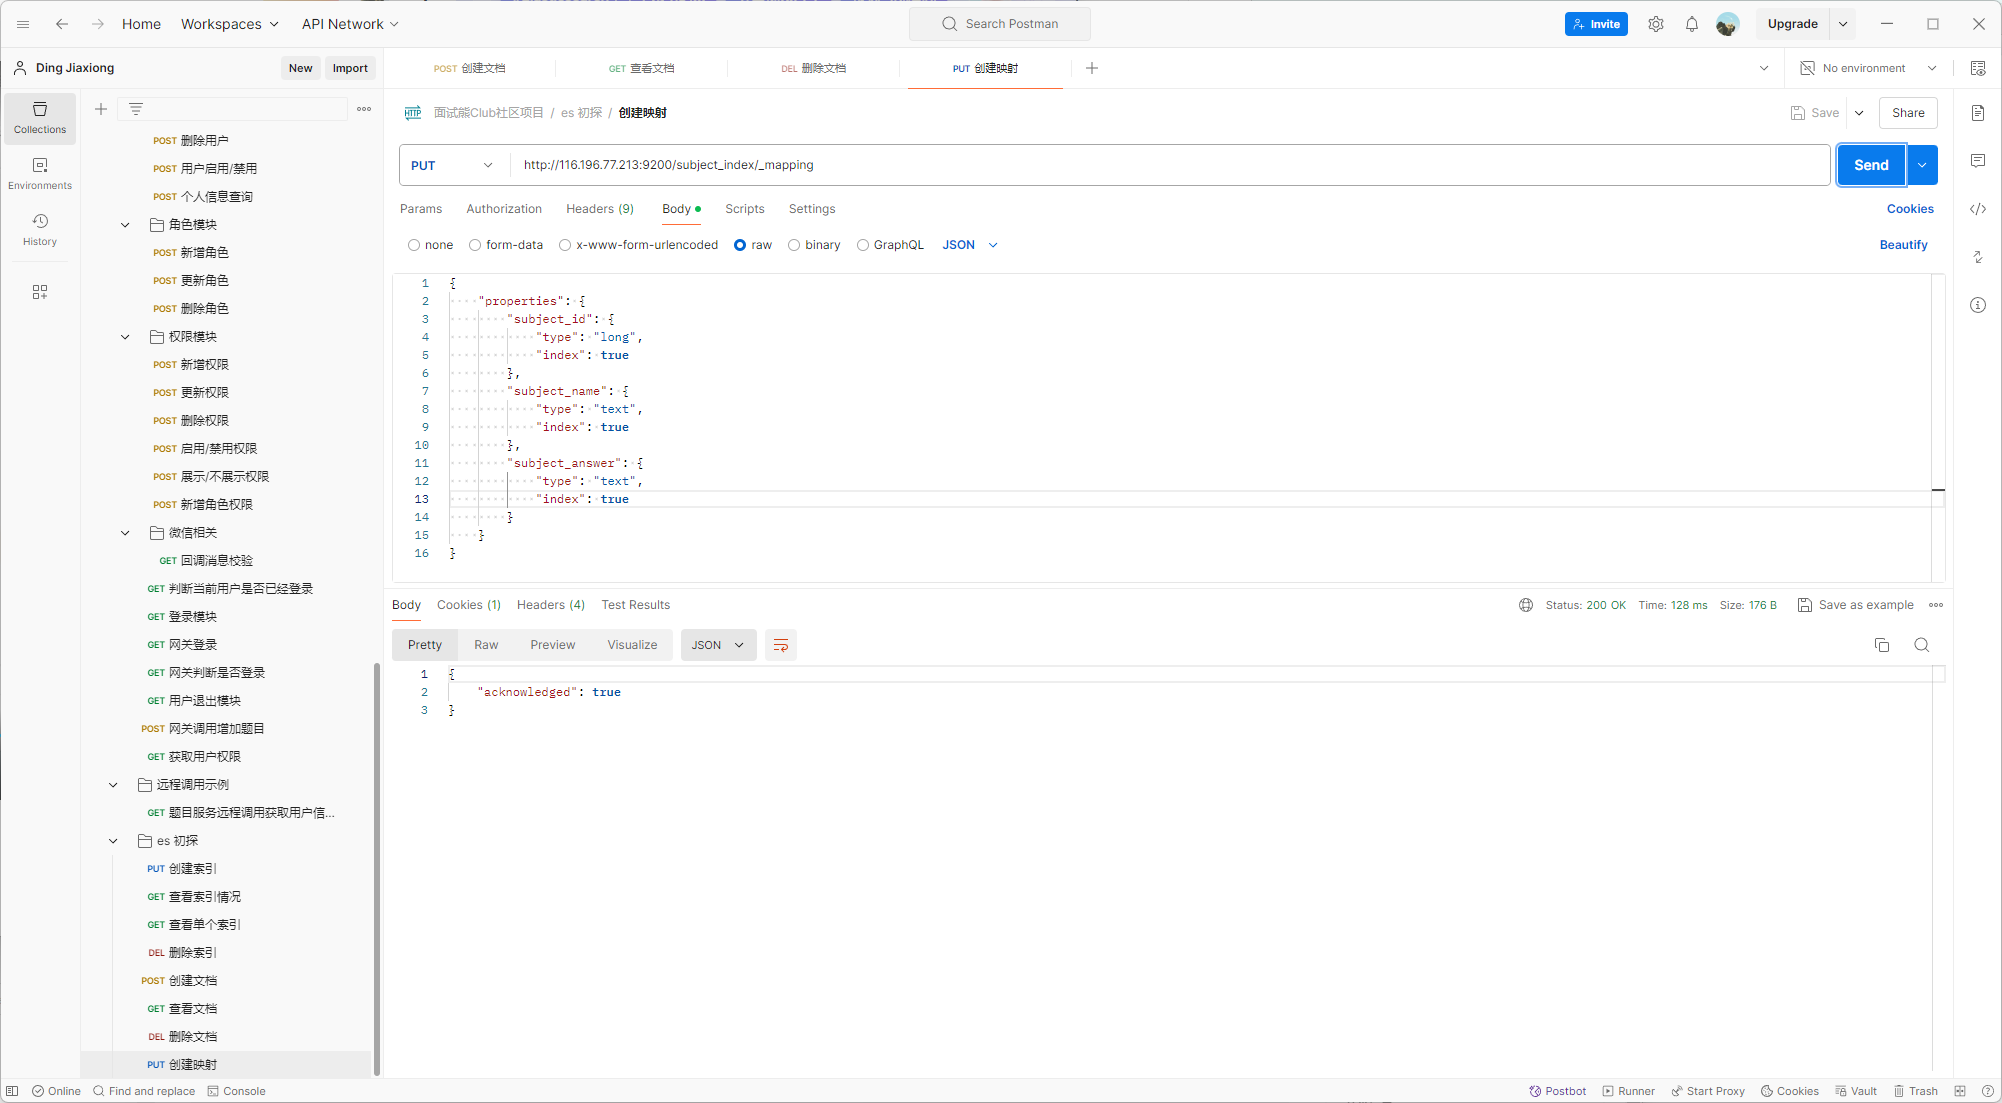 Home Workspaces API Network Search Postman Invite Upgrade
Ding Jiaxiong New Import
POST 创建文档 GET 查看文档 DEL 删除文档 PUT 创建映射 No environment
Collections
Environments
History
POST 删除用户
POST 用户启用/禁用
POST 个人信息查询
角色模块
POST 新增角色
POST 更新角色
POST 删除角色
权限模块
POST 新增权限
POST 更新权限
POST 删除权限
POST 启用/禁用权限
POST 展示/不展示权限
POST 新增角色权限
微信相关
GET 回调消息校验
GET 判断当前用户是否已经登录
GET 登录模块
GET 网关登录
GET 网关判断是否登录
GET 用户退出模块
POST 网关调用增加题目
GET 获取用户权限
远程调用示例
GET 题目服务远程调用获取用户信...
es 初探
PUT 创建索引
GET 查看索引情况
GET 查看单个索引
DEL 删除索引
POST 创建文档
GET 查看文档
DEL 删除文档
PUT 创建映射
HTTP 面试熊Club社区项目 / es 初探 / 创建映射 Save Share
PUT http://116.196.77.213:9200/subject_index/_mapping Send
Params Authorization Headers (9) Body Scripts Settings Cookies
none form-data x-www-form-urlencoded raw binary GraphQL JSON Beautify
1 {
2 "properties": {
3 "subject_id": {
4 "type": "long",
5 "index": true
6 },
7 "subject_name": {
8 "type": "text",
9 "index": true
10 },
11 "subject_answer": {
12 "type": "text",
13 "index": true
14 }
15 }
16 }
Body Cookies (1) Headers (4) Test Results Status: 200 OK Time: 128 ms Size: 176 B Save as example
Pretty Raw Preview Visualize JSON
1 {
2 "acknowledged": true
3 }
Online Find and replace Console Postbot Runner Start Proxy Cookies Vault Trash